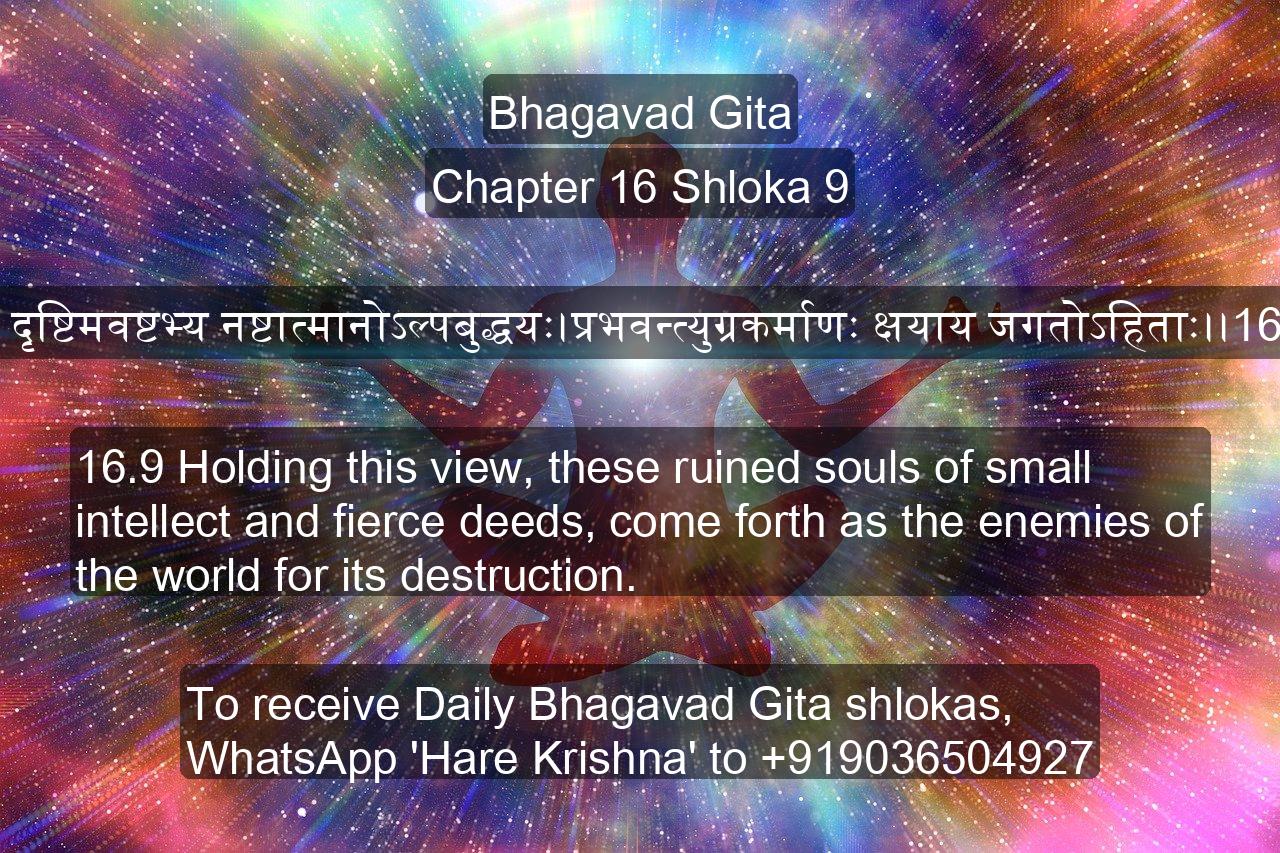 Bhagavad Gita
Chapter 16 Shloka 9
दृष्टिमवष्टभ्य नष्टात्मानोऽल्पबुद्धयः।प्रभवन्त्युग्रकर्माणः क्षयाय जगतोऽहिताः।।16
16.9 Holding this view, these ruined souls of small
intellect and fierce deeds, come forth as the enemies of
the world for its destruction.
To receive Daily Bhagavad Gita shlokas,
WhatsApp 'Hare Krishna' to +919036504927